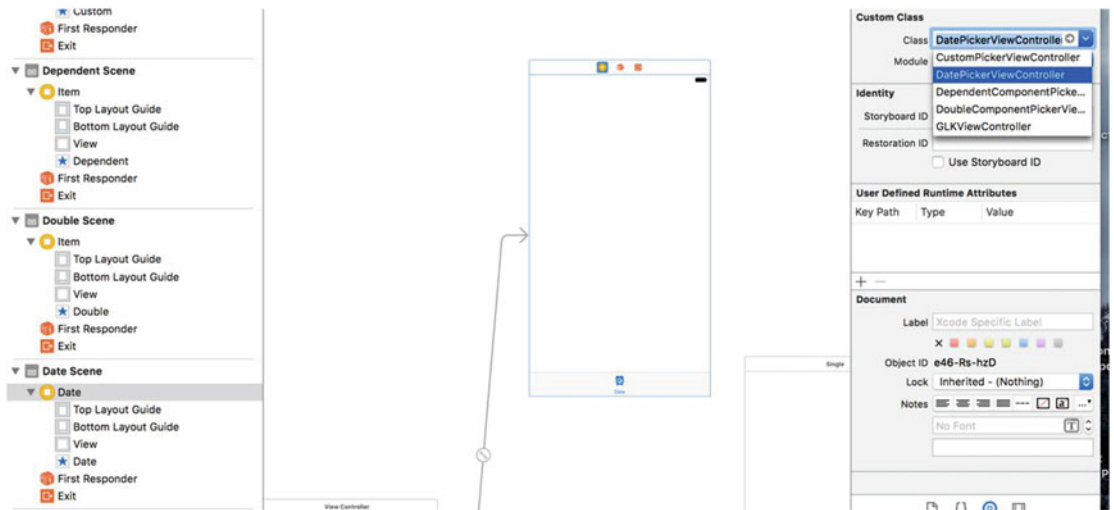 Custom
First Responder
Exit
Dependent Scene
Item
Top Layout Guide
Bottom Layout Guide
View
Dependent
First Responder
Exit
Double Scene
Item
Top Layout Guide
Bottom Layout Guide
View
Double
First Responder
Exit
Date Scene
Date
Top Layout Guide
Bottom Layout Guide
View
Date
First Responder
Exit
Date
View Controller
Single
Custom Class
Class DatePickerViewController
Module
CustomPickerViewController
DatePickerViewController
DependentComponentPicke...
DoubleComponentPickerVie...
GLKViewController
Identity
Storyboard ID
Restoration ID
Use Storyboard ID
User Defined Runtime Attributes
Key Path Type Value
Document
Label Xcode Specific Label
Object ID e46-Rs-hzD
Lock Inherited - (Nothing)
Notes
No Font